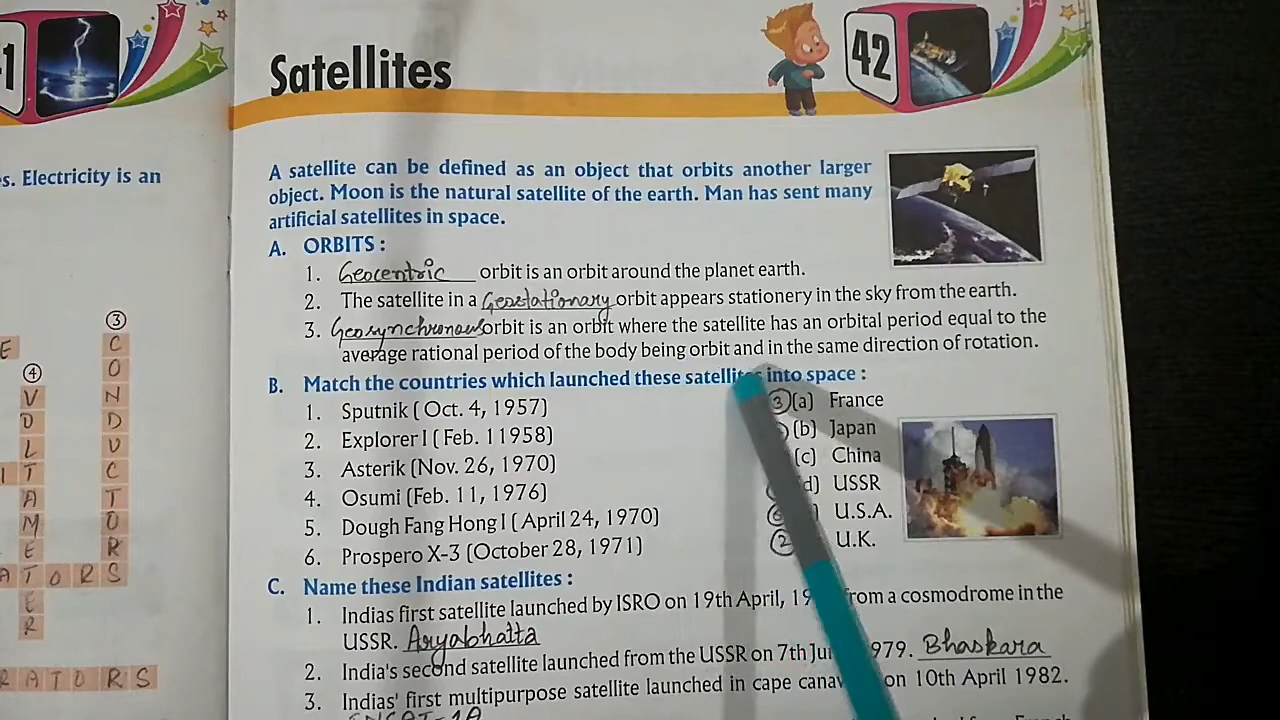 Satellites
42
s. Electricity is an
A satellite can be defined as an object that orbits another larger
object. Moon is the natural satellite of the earth. Man has sent many
artificial satellites in space.
A. ORBITS :
1. Geocentric orbit is an orbit around the planet earth.
2. The satellite in a Geostationary orbit appears stationery in the sky from the earth.
3. Geosynchronous orbit is an orbit where the satellite has an orbital period equal to the
average rational period of the body being orbit and in the same direction of rotation.
B. Match the countries which launched these satellites into space :
1. Sputnik ( Oct. 4, 1957) 3 (a) France
2. Explorer I ( Feb. 11958) (b) Japan
3. Asterik (Nov. 26, 1970) (c) China
4. Osumi (Feb. 11, 1976) d) USSR
5. Dough Fang Hong I ( April 24, 1970) U.S.A.
6. Prospero X-3 (October 28, 1971) 2 U.K.
C. Name these Indian satellites :
1. Indias first satellite launched by ISRO on 19th April, from a cosmodrome in the
USSR. Aryabhatta
2. India's second satellite launched from the USSR on 7th 979. Bhaskara
3. Indias' first multipurpose satellite launched in cape on 10th April 1982.
3
C
O
N
D
U
C
T
O
R
S
4
V
O
L
T
A
M
E
T
E
R
A T O R S
R A T O R S